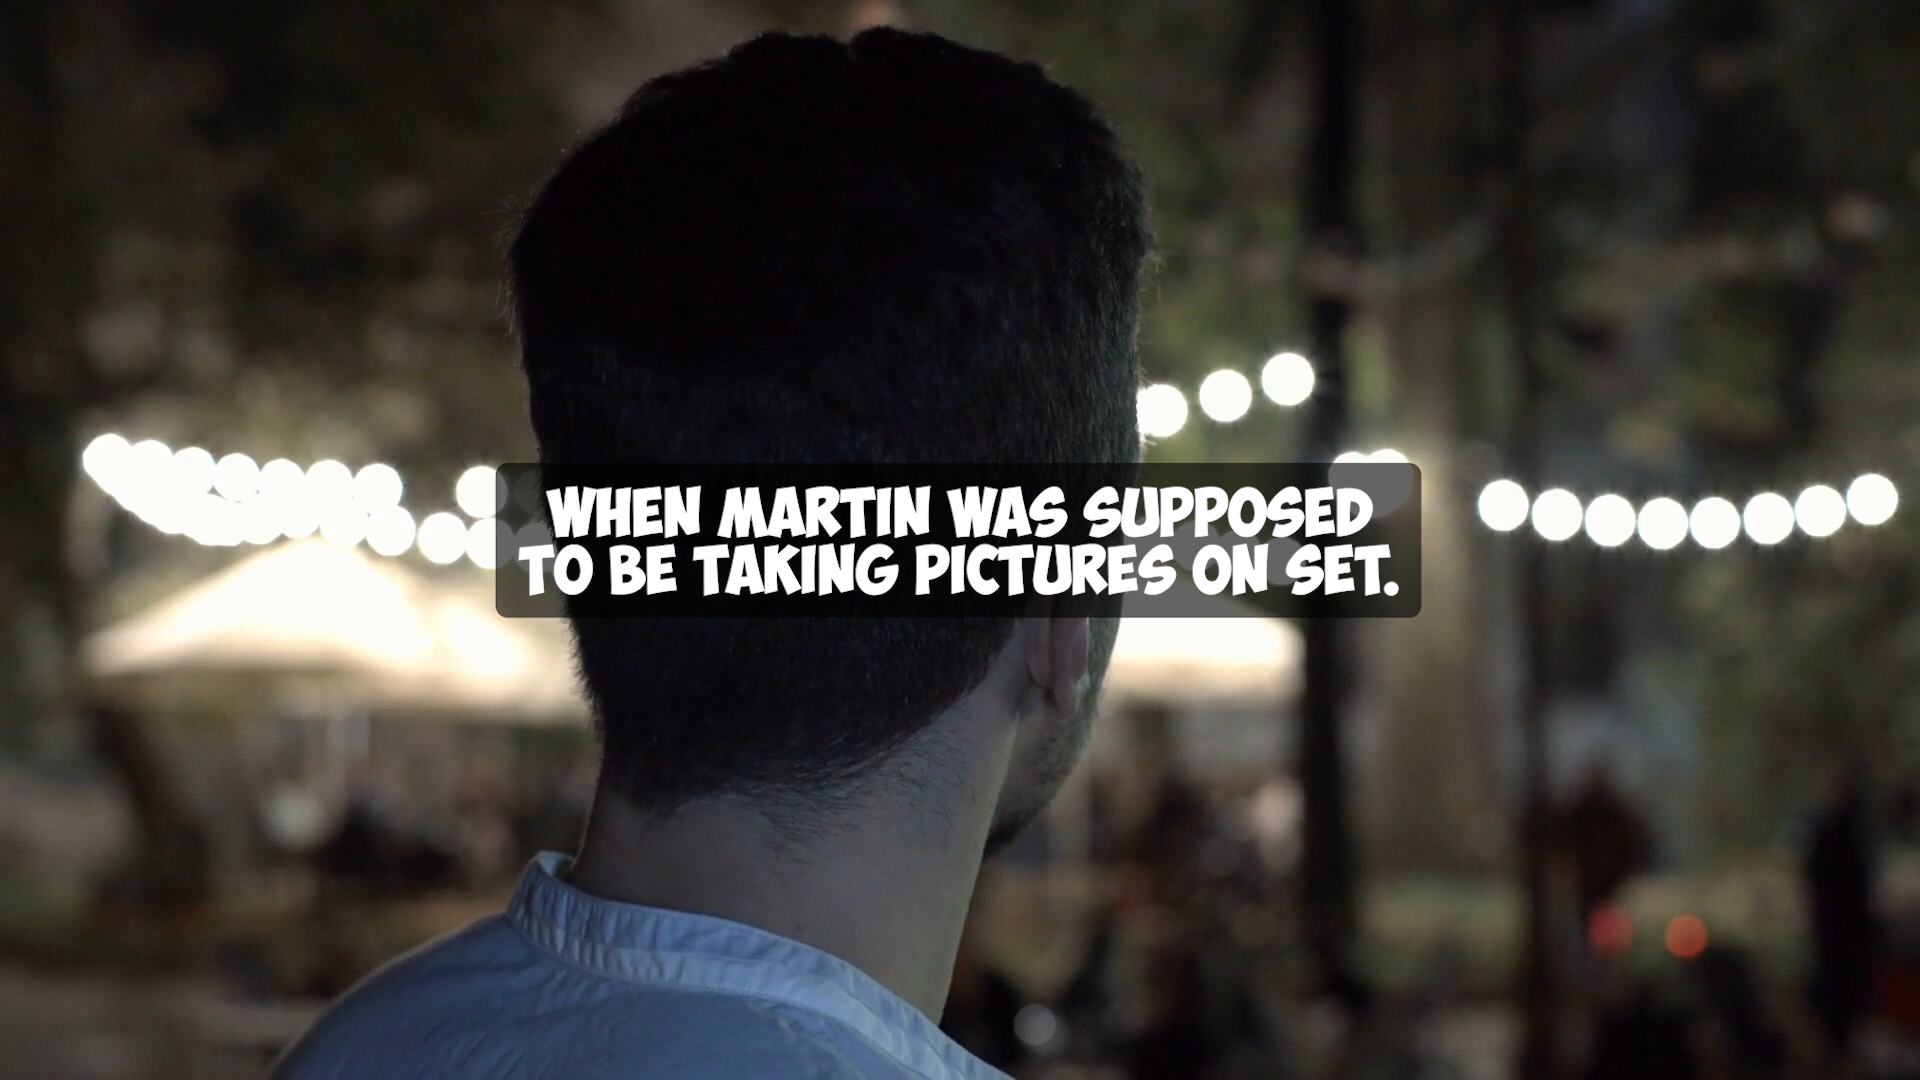 WHEN MARTIN WAS SUPPOSED
TO BE TAKING PICTURES ON SET.